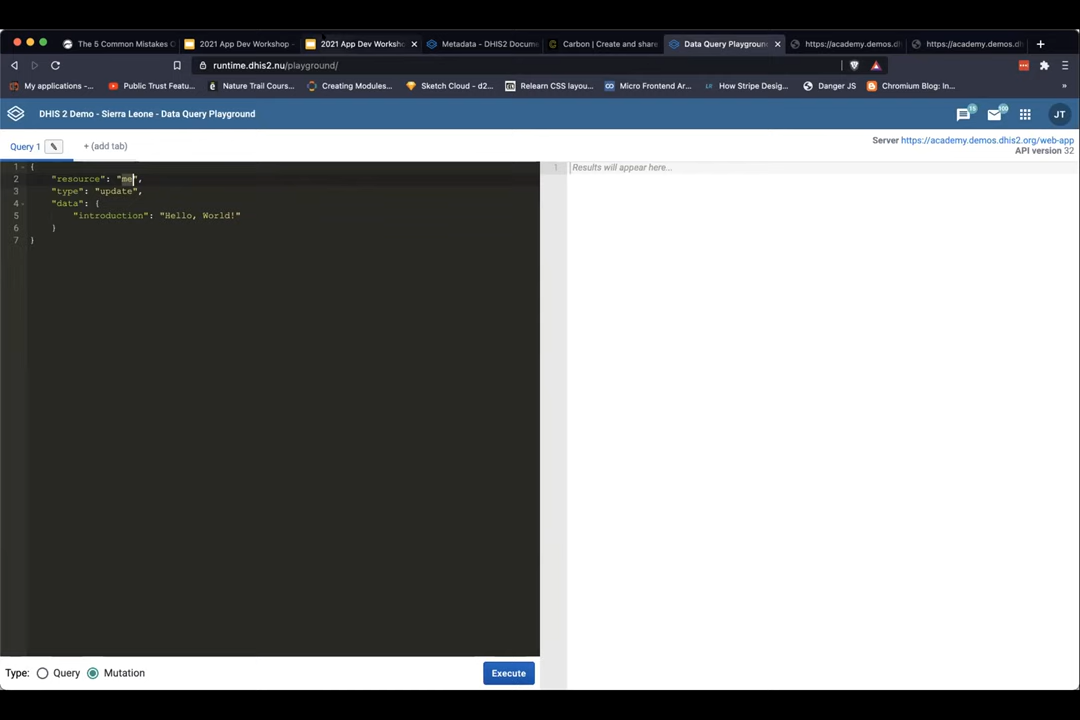 The 5 Common Mistakes O
2021 App Dev Workshop -
2021 App Dev Worksho
Metadata - DHIS2 Docume
Carbon | Create and share
Data Query Playground
https://academy.demos.dhi
https://academy.demos.dhi
runtime.dhis2.nu/playground/
My applications -...
Public Trust Featu...
Nature Trail Cours...
Creating Modules...
Sketch Cloud - d2...
Relearn CSS layou...
Micro Frontend Ar...
How Stripe Design...
Danger JS
Chromium Blog: In...
»
DHIS 2 Demo - Sierra Leone - Data Query Playground
JT
Query 1
+ (add tab)
Server https://academy.demos.dhis2.org/web-app
API version 32
1 {
2 "resource": "me",
3 "type": "update",
4 "data": {
5 "introduction": "Hello, World!"
6 }
7 }
1 Results will appear here...
Type: Query Mutation
Execute